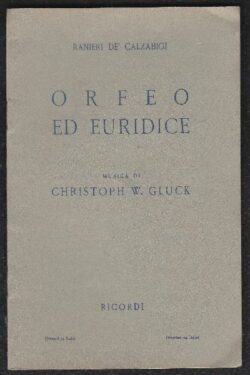 RANIERI DE' CALZABIGI
ORFEO
ED EURIDICE
MUSICA DI
CHRISTOPH W. GLUCK
RICORDI